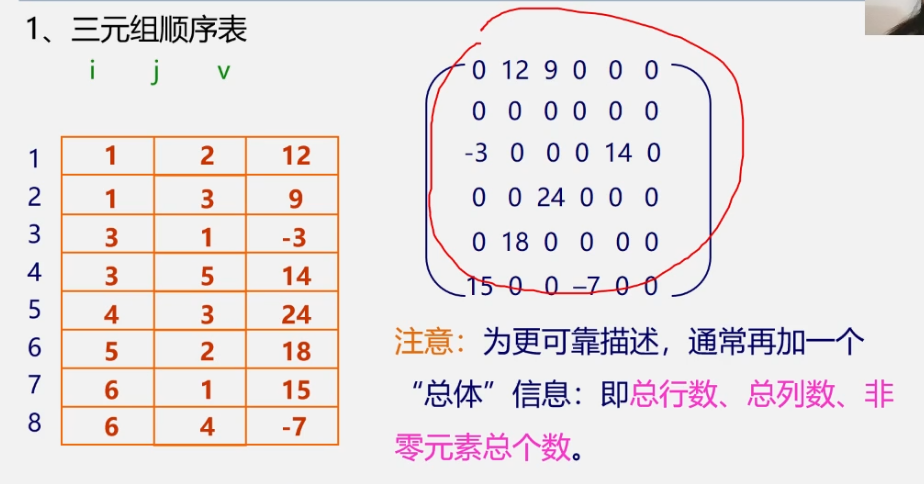 1、三元组顺序表
i j v
1 1 2 12
2 1 3 9
3 3 1 -3
4 3 5 14
5 4 3 24
6 5 2 18
7 6 1 15
8 6 4 -7
0 12 9 0 0 0
0 0 0 0 0 0
-3 0 0 0 14 0
0 0 24 0 0 0
0 18 0 0 0 0
15 0 0 –7 0 0
注意：为更可靠描述，通常再加一个
“总体”信息：即总行数、总列数、非
零元素总个数。